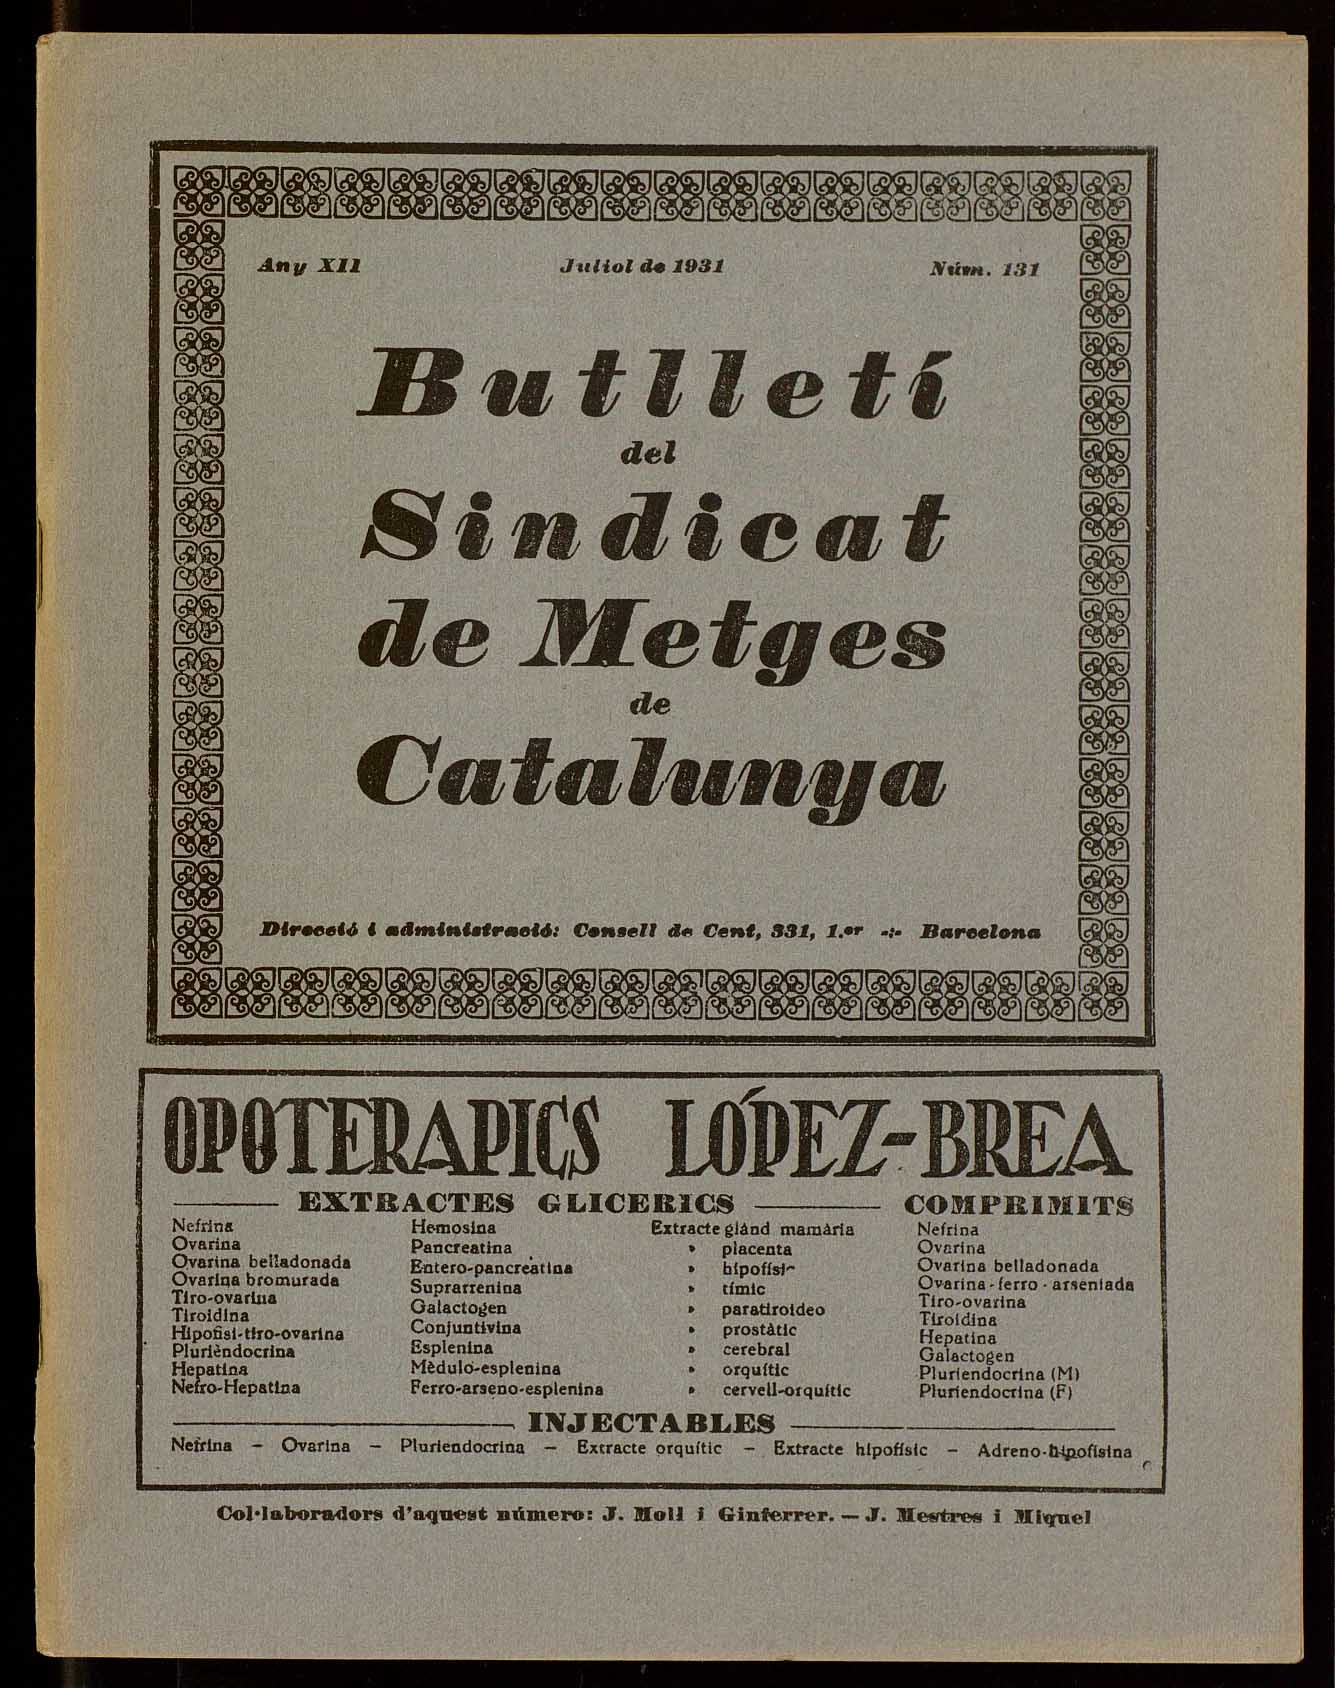 Any XII Juliol de 1931 Núm. 131
Butlletí
del
Sindicat
de Metges
de
Catalunya
Direcció i administració: Consell de Cent, 331, 1.er -:- Barcelona
OPOTERAPICS LÓPEZ-BREA
EXTRACTES GLICERICS
Nefrina
Ovarina
Ovarina belladonada
Ovarina bromurada
Tiro-ovarina
Tiroidina
Hipofisi-tiro-ovarina
Plurièndocrina
Hepatina
Nefro-Hepatina
Hemosina
Pancreatina
Entero-pancreàtina
Suprarrenina
Galactogen
Conjuntivina
Esplenina
Mèdulo-esplenina
Ferro-arseno-esplenina
Extracte glànd mamària
» placenta
» hipofisi
» tímic
» paratiroideo
» prostàtic
» cerebral
» orquític
» cervell-orquític
COMPRIMITS
Nefrina
Ovarina
Ovarina belladonada
Ovarina-ferro-arseniada
Tiro-ovarina
Tiroidina
Hepatina
Galactogen
Pluriendocrina (M)
Pluriendocrina (F)
INJECTABLES
Nefrina — Ovarina — Pluriendocrina — Extracte orquític — Extracte hipofísic — Adreno-hipofisina
Col·laboradors d'aquest número: J. Moll i Ginferrer. — J. Mestres i Miquel